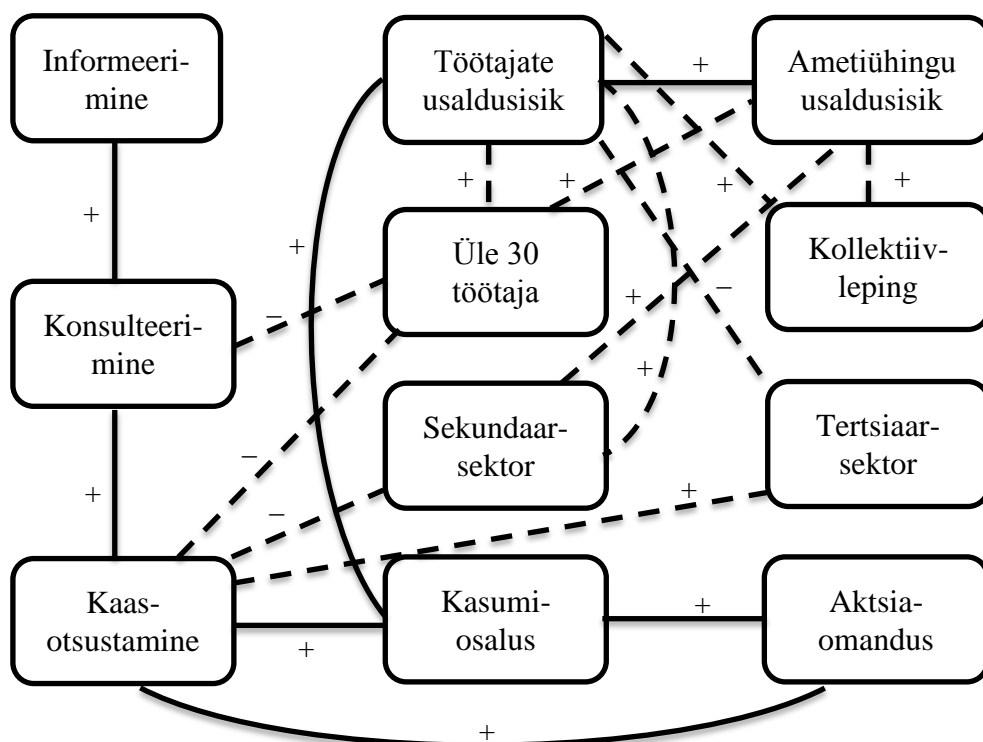 Informeeri-
mine
Töötajate
usaldusisik
+
Ametiühingu
usaldusisik
+
+
+
+
+
+
Üle 30
töötaja
Kollektiiv-
leping
Konsulteeri-
mine
−
+
−
+
−
Sekundaar-
sektor
Tertsiaar-
sektor
+
−
+
Kaas-
otsustamine
+
Kasumi-
osalus
+
Aktsia-
omandus
+